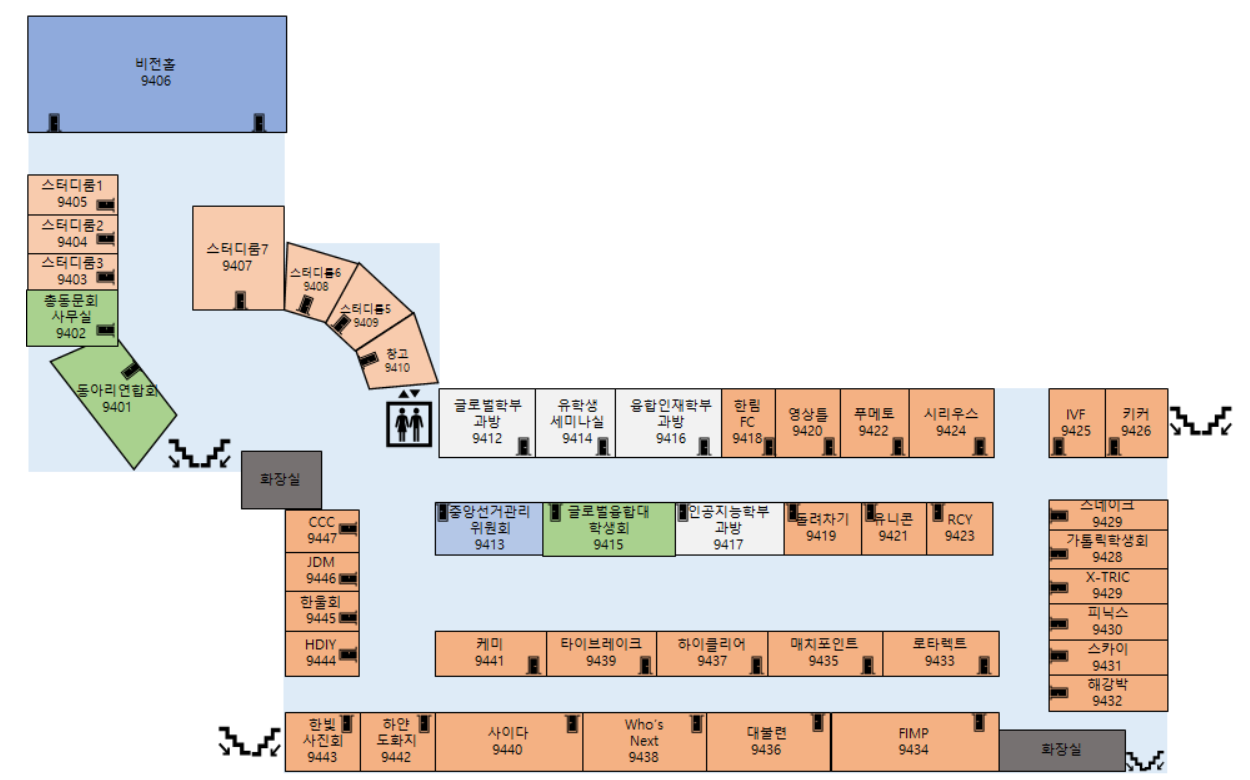 비전홀
9406
스터디룸1
9405
스터디룸2
9404
스터디룸3
9403
총동문회
사무실
9402
동아리연합회
9401
스터디룸7
9407
스터디룸6
9408
스터디룸5
9409
창고
9410
글로벌학부
과방
9412
유학생
세미나실
9414
융합인재학부
과방
9416
한림
FC
9418
영상틀
9420
푸메토
9422
시리우스
9424
IVF
9425
키커
9426
화장실
중앙선거관리
위원회
9413
글로벌융합대
학생회
9415
인공지능학부
과방
9417
돌려차기
9419
유니콘
9421
RCY
9423
스네이크
9429
가톨릭학생회
9428
X-TRIC
9429
피닉스
9430
스카이
9431
해강박
9432
CCC
9447
JDM
9446
한울회
9445
HDIY
9444
케미
9441
타이브레이크
9439
하이클리어
9437
매치포인트
9435
로타랙트
9433
한빛
사진회
9443
하얀
도화지
9442
사이다
9440
Who's
Next
9438
대불련
9436
FIMP
9434
화장실